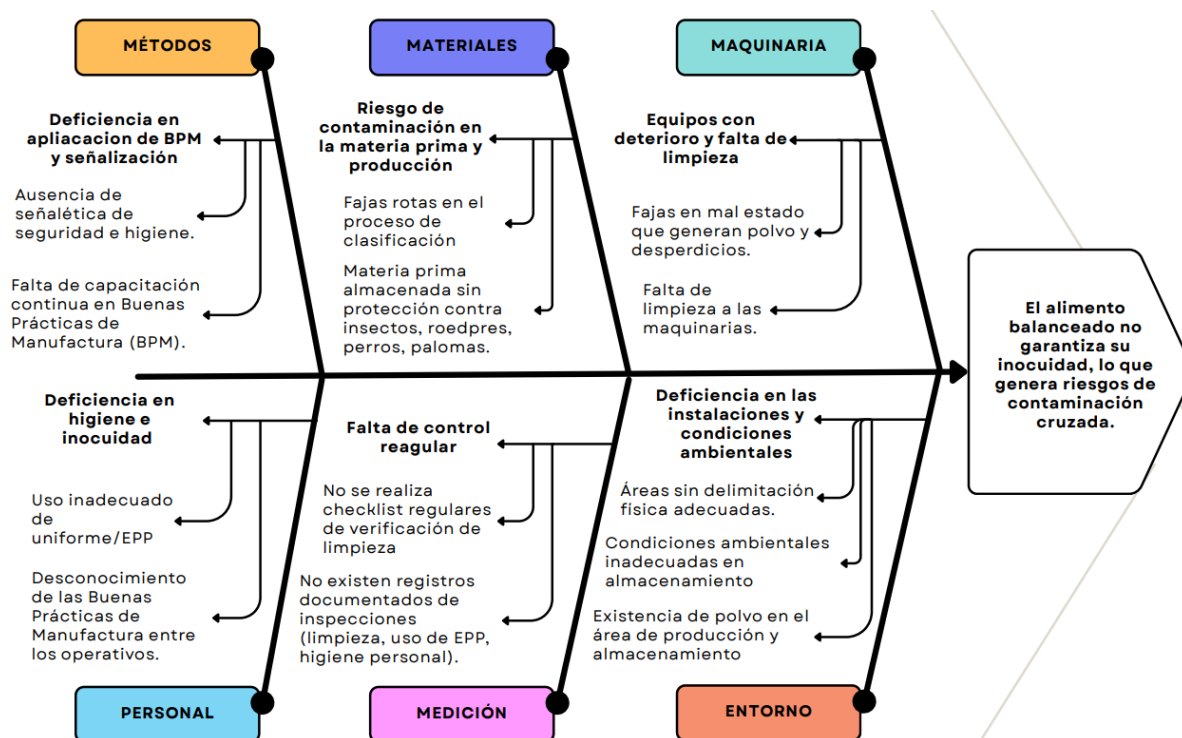 MÉTODOS
MATERIALES
MAQUINARIA
Deficiencia en
apliacacion de BPM
y señalización
Ausencia de
señalética de
seguridad e higiene.
Falta de capacitación
continua en Buenas
Prácticas de
Manufactura (BPM).
Riesgo de
contaminación en
la materia prima y
producción
Fajas rotas en el
proceso de
clasificación
Materia prima
almacenada sin
protección contra
insectos, roedpres,
perros, palomas.
Equipos con
deterioro y falta de
limpieza
Fajas en mal estado
que generan polvo y
desperdicios.
Falta de
limpieza a las
maquinarias.
El alimento
balanceado no
garantiza su
inocuidad, lo que
genera riesgos de
contaminación
cruzada.
Deficiencia en
higiene e
inocuidad
Uso inadecuado
de
uniforme/EPP
Desconocimiento
de las Buenas
Prácticas de
Manufactura entre
los operativos.
Falta de control
reagular
No se realiza
checklist regulares
de verificación de
limpieza
No existen registros
documentados de
inspecciones
(limpieza, uso de EPP,
higiene personal).
Deficiencia en las
instalaciones y
condiciones
ambientales
Áreas sin delimitación
física adecuadas.
Condiciones ambientales
inadecuadas en
almacenamiento
Existencia de polvo en el
área de producción y
almacenamiento
PERSONAL
MEDICIÓN
ENTORNO